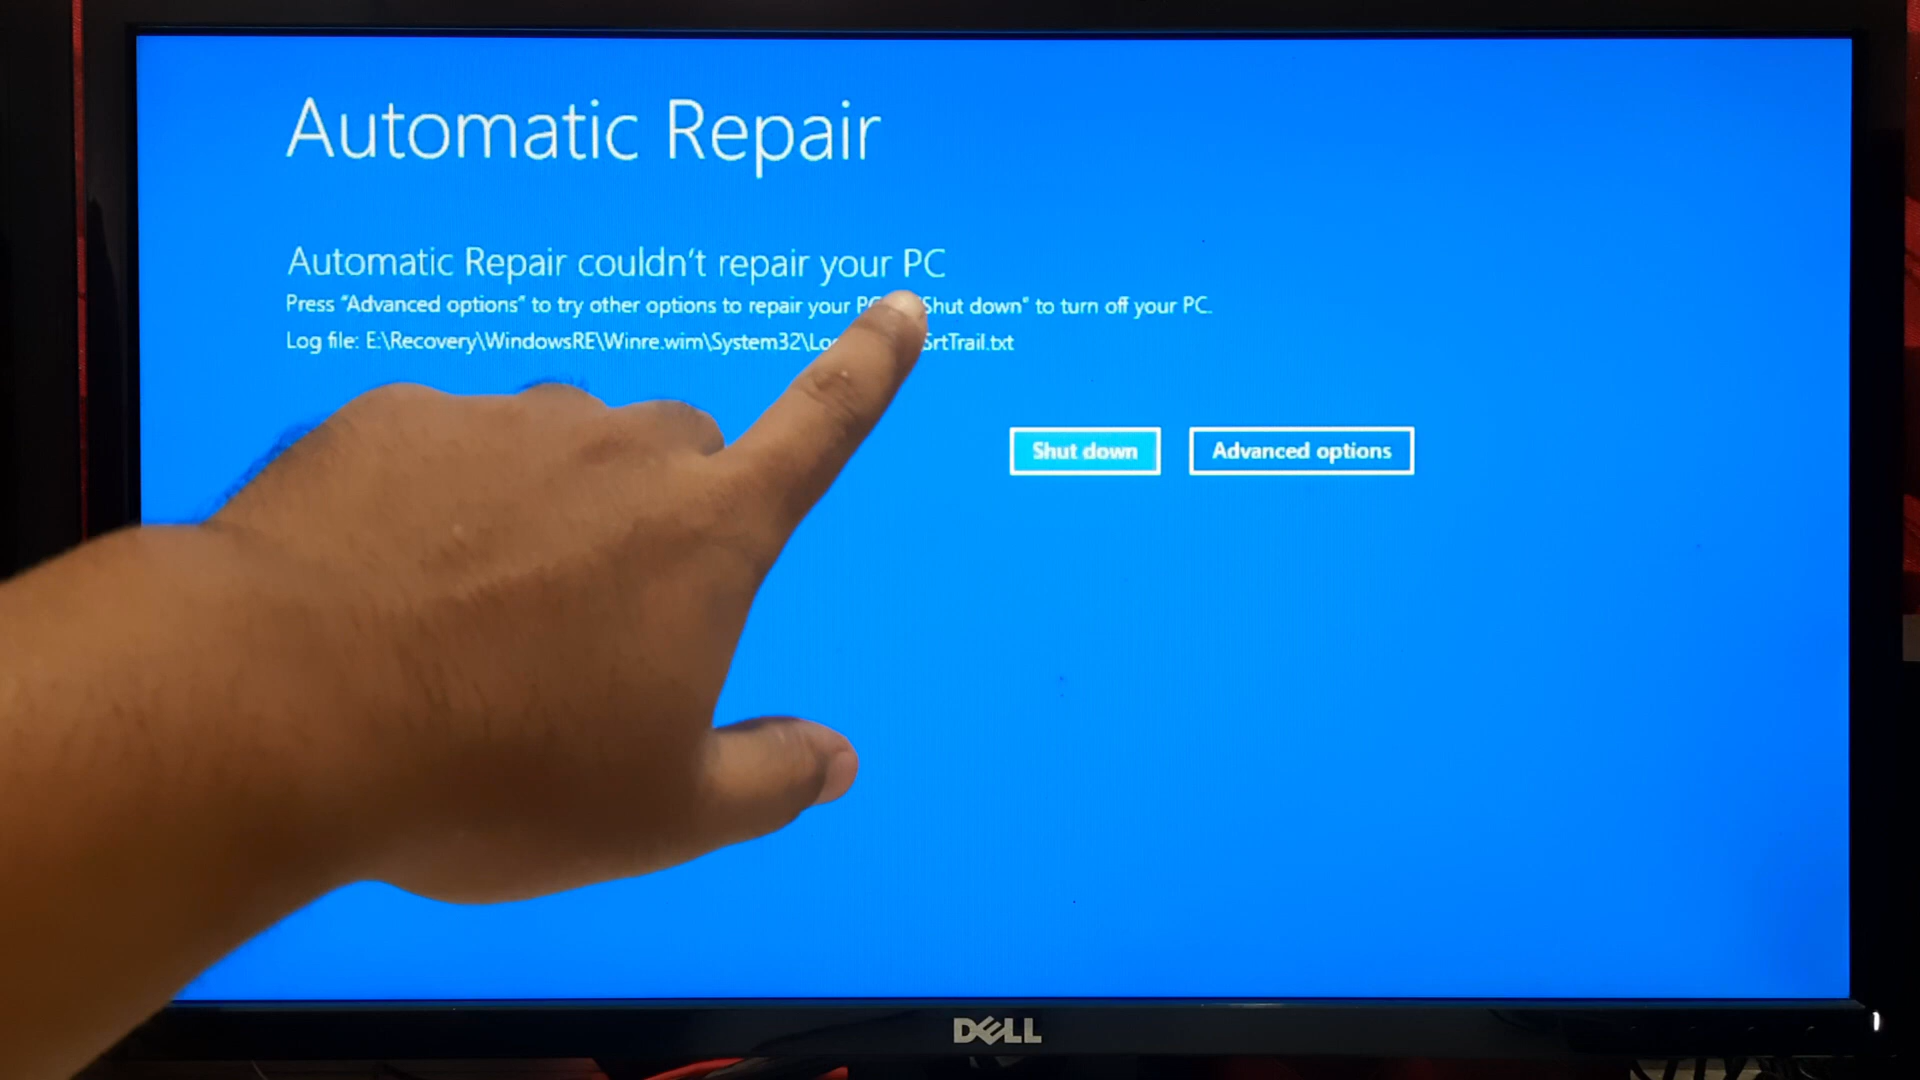 Automatic Repair
Automatic Repair couldn't repair your PC
Press "Advanced options" to try other options to repair your "Shut down" to turn off your PC.
Log file: E:\Recovery\WindowsRE\Winre.wim\System32\ SrtTrail.txt
Shut down
Advanced options
DELL